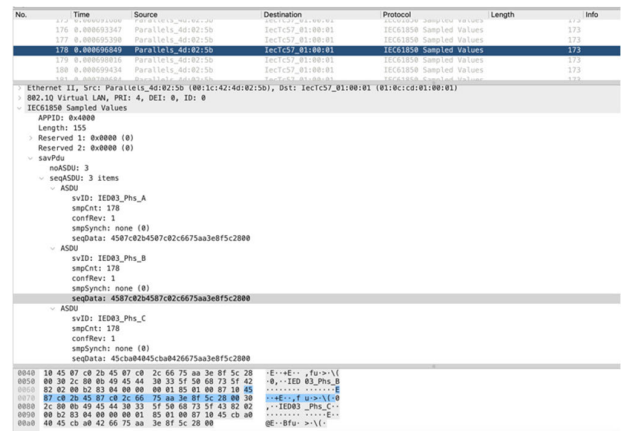 No. Time Source Destination Protocol Length Info
176 0.000693347 Parallels_4d:02:5b IecTc57_01:00:01 IEC61850 Sampled Values 173
177 0.000695390 Parallels_4d:02:5b IecTc57_01:00:01 IEC61850 Sampled Values 173
178 0.000696849 Parallels_4d:02:5b IecTc57_01:00:01 IEC61850 Sampled Values 173
179 0.000698016 Parallels_4d:02:5b IecTc57_01:00:01 IEC61850 Sampled Values 173
180 0.000699434 Parallels_4d:02:5b IecTc57_01:00:01 IEC61850 Sampled Values 173
Ethernet II, Src: Parallels_4d:02:5b (00:1c:42:4d:02:5b), Dst: IecTc57_01:00:01 (01:0c:cd:01:00:01)
802.1Q Virtual LAN, PRI: 4, DEI: 0, ID: 0
IEC61850 Sampled Values
APPID: 0x4000
Length: 155
Reserved 1: 0x0000 (0)
Reserved 2: 0x0000 (0)
savPdu
noASDU: 3
seqASDU: 3 items
ASDU
svID: IED03_Phs_A
smpCnt: 178
confRev: 1
smpSynch: none (0)
seqData: 4507c02b4507c02c6675aa3e8f5c2800
ASDU
svID: IED03_Phs_B
smpCnt: 178
confRev: 1
smpSynch: none (0)
seqData: 4587c02b4587c02c6675aa3e8f5c2800
ASDU
svID: IED03_Phs_C
smpCnt: 178
confRev: 1
smpSynch: none (0)
seqData: 45cba04045cba0426675aa3e8f5c2800
0040 10 45 07 c0 2b 45 07 c0 2c 66 75 aa 3e 8f 5c 28 ·E··+E·· ,fu·>·\(
0050 00 30 2c 80 0b 49 45 44 30 33 5f 50 68 73 5f 42 ·0,··IED 03_Phs_B
0060 82 02 00 b2 83 04 00 00 00 01 85 01 00 87 10 45 ········ ·······E
0070 87 c0 2b 45 87 c0 2c 66 75 aa 3e 8f 5c 28 00 30 ··+E··,f u·>·\(·0
0080 2c 80 0b 49 45 44 30 33 5f 50 68 73 5f 43 82 02 ,··IED03 _Phs_C··
0090 00 b2 83 04 00 00 00 01 85 01 00 87 10 45 cb a0 ········ ·····E··
00a0 40 45 cb a0 42 66 75 aa 3e 8f 5c 28 00 @E··Bfu· >·\(·